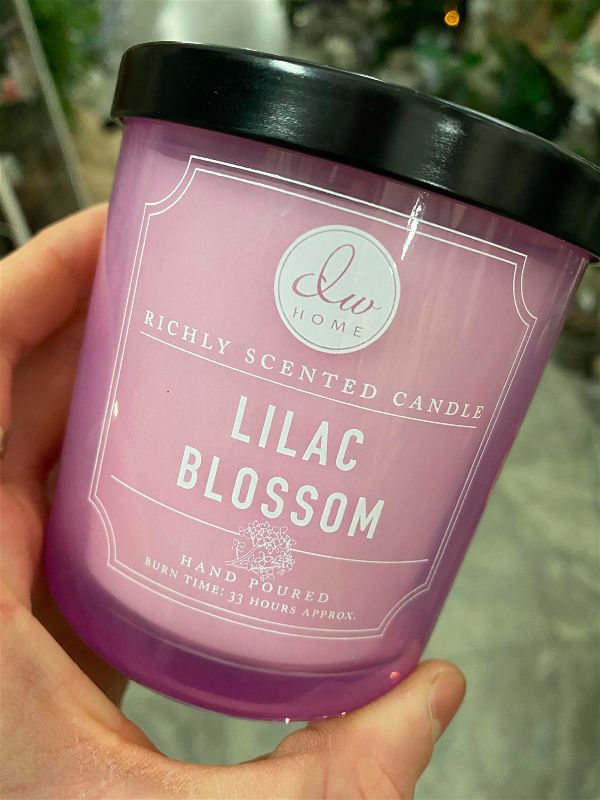 dw
HOME
RICHLY SCENTED CANDLE
LILAC
BLOSSOM
HAND POURED
BURN TIME: 33 HOURS APPROX.